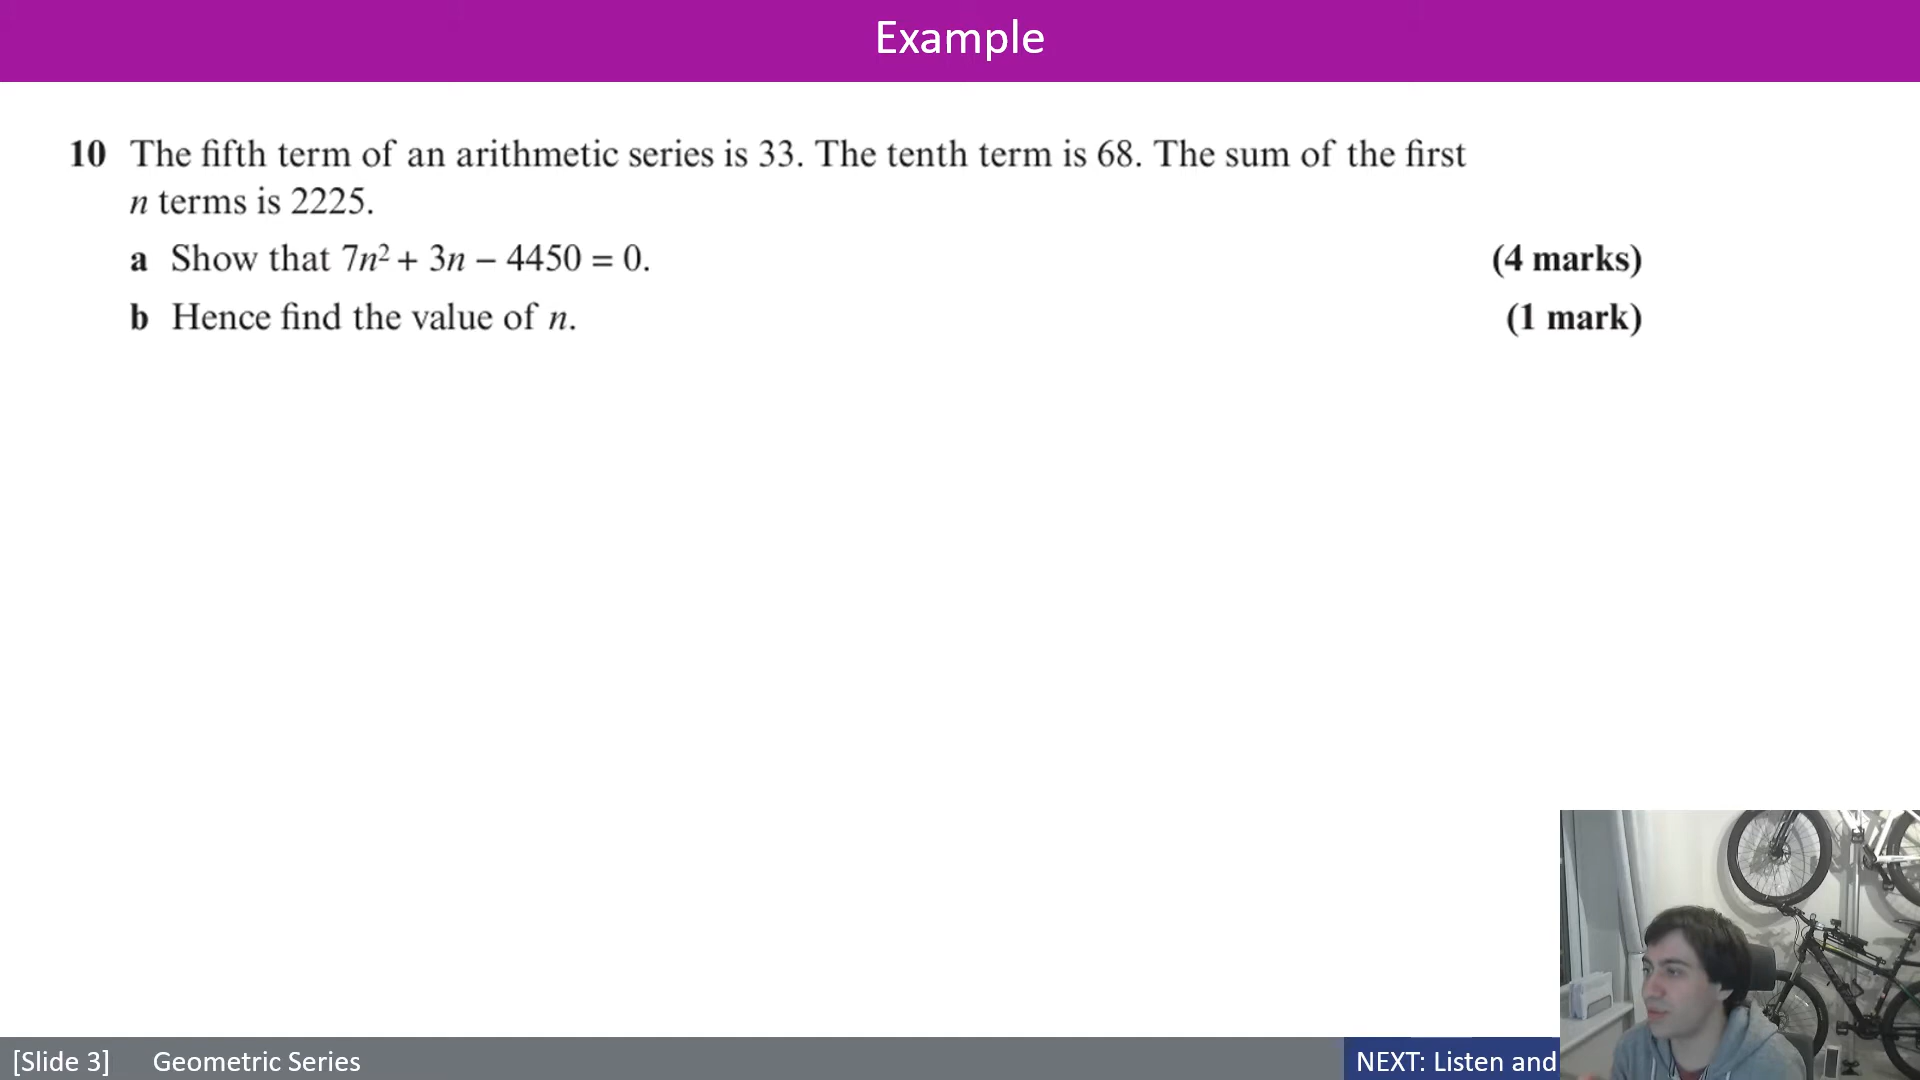 Example
10 The fifth term of an arithmetic series is 33. The tenth term is 68. The sum of the first
n terms is 2225.
a Show that 7n² + 3n − 4450 = 0. (4 marks)
b Hence find the value of n. (1 mark)
[Slide 3] Geometric Series NEXT: Listen and